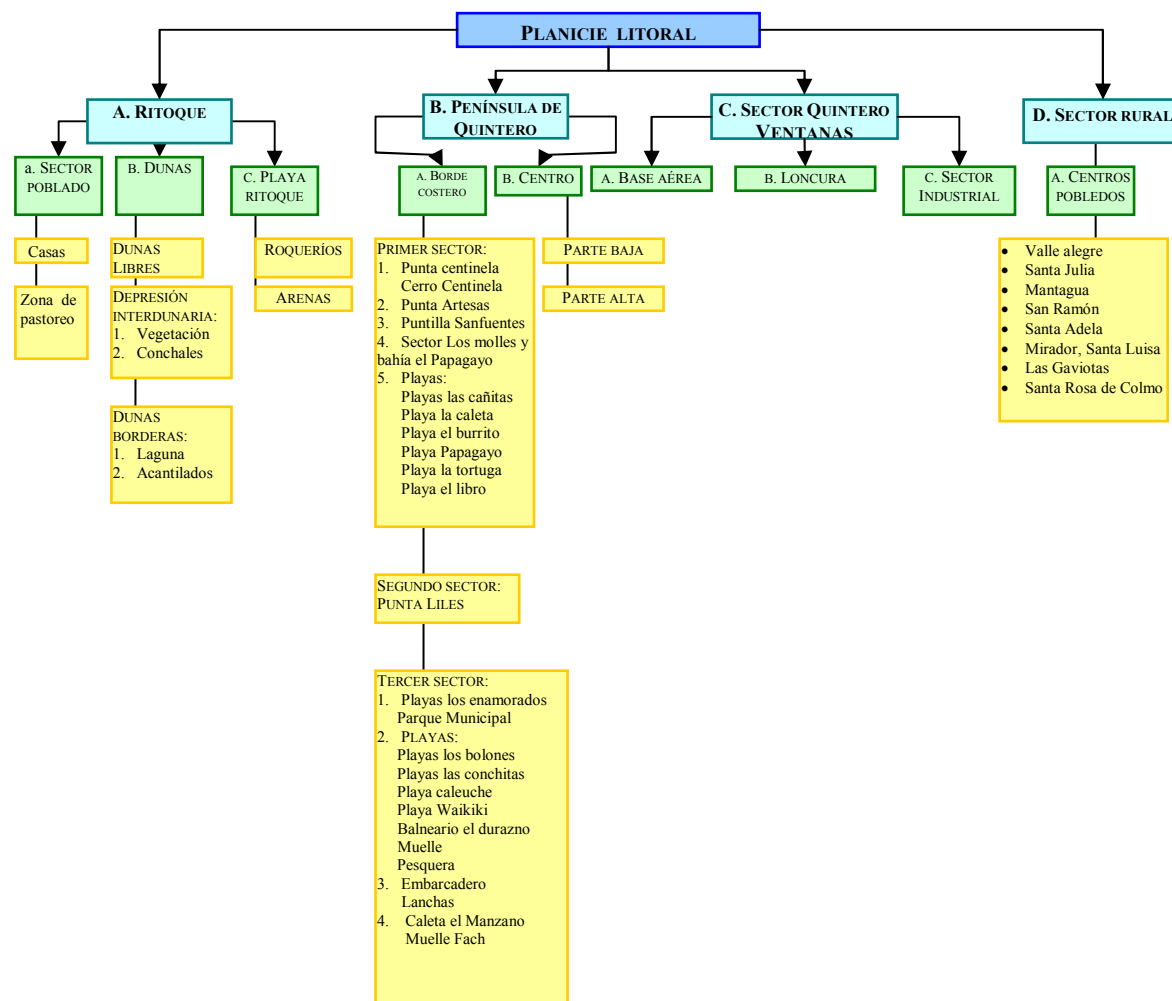 PLANICIE LITORAL
A. RITOQUE
B. PENÍNSULA DE
QUINTERO
C. SECTOR QUINTERO
VENTANAS
D. SECTOR RURAL
a. SECTOR
POBLADO
B. DUNAS
C. PLAYA
RITOQUE
A. BORDE
COSTERO
B. CENTRO
A. BASE AÉREA
B. LONCURA
C. SECTOR
INDUSTRIAL
A. CENTROS
POBLEDOS
Casas
Zona de
pastoreo
DUNAS
LIBRES
DEPRESIÓN
INTERDUNARIA:
1. Vegetación
2. Conchales
DUNAS
BORDERAS:
1. Laguna
2. Acantilados
ROQUERÍOS
ARENAS
PRIMER SECTOR:
1. Punta centinela
Cerro Centinela
2. Punta Artesas
3. Puntilla Sanfuentes
4. Sector Los molles y
bahía el Papagayo
5. Playas:
Playas las cañitas
Playa la caleta
Playa el burrito
Playa Papagayo
Playa la tortuga
Playa el libro
SEGUNDO SECTOR:
PUNTA LILES
TERCER SECTOR:
1. Playas los enamorados
Parque Municipal
2. PLAYAS:
Playas los bolones
Playas las conchitas
Playa caleuche
Playa Waikiki
Balneario el durazno
Muelle
Pesquera
3. Embarcadero
Lanchas
4. Caleta el Manzano
Muelle Fach
PARTE BAJA
PARTE ALTA
• Valle alegre
• Santa Julia
• Mantagua
• San Ramón
• Santa Adela
• Mirador, Santa Luisa
• Las Gaviotas
• Santa Rosa de Colmo